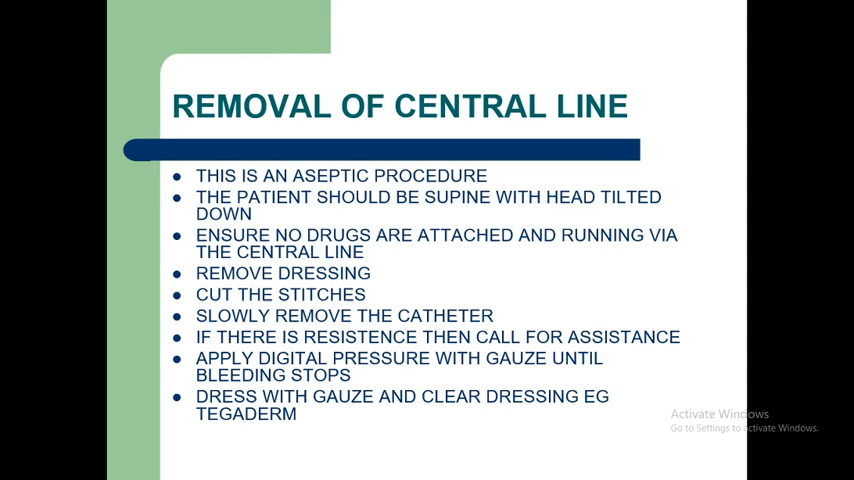 REMOVAL OF CENTRAL LINE
THIS IS AN ASEPTIC PROCEDURE
THE PATIENT SHOULD BE SUPINE WITH HEAD TILTED
DOWN
ENSURE NO DRUGS ARE ATTACHED AND RUNNING VIA
THE CENTRAL LINE
REMOVE DRESSING
CUT THE STITCHES
SLOWLY REMOVE THE CATHETER
IF THERE IS RESISTENCE THEN CALL FOR ASSISTANCE
APPLY DIGITAL PRESSURE WITH GAUZE UNTIL
BLEEDING STOPS
DRESS WITH GAUZE AND CLEAR DRESSING EG
TEGADERM
Activate Windows
Go to Settings to activate Windows.